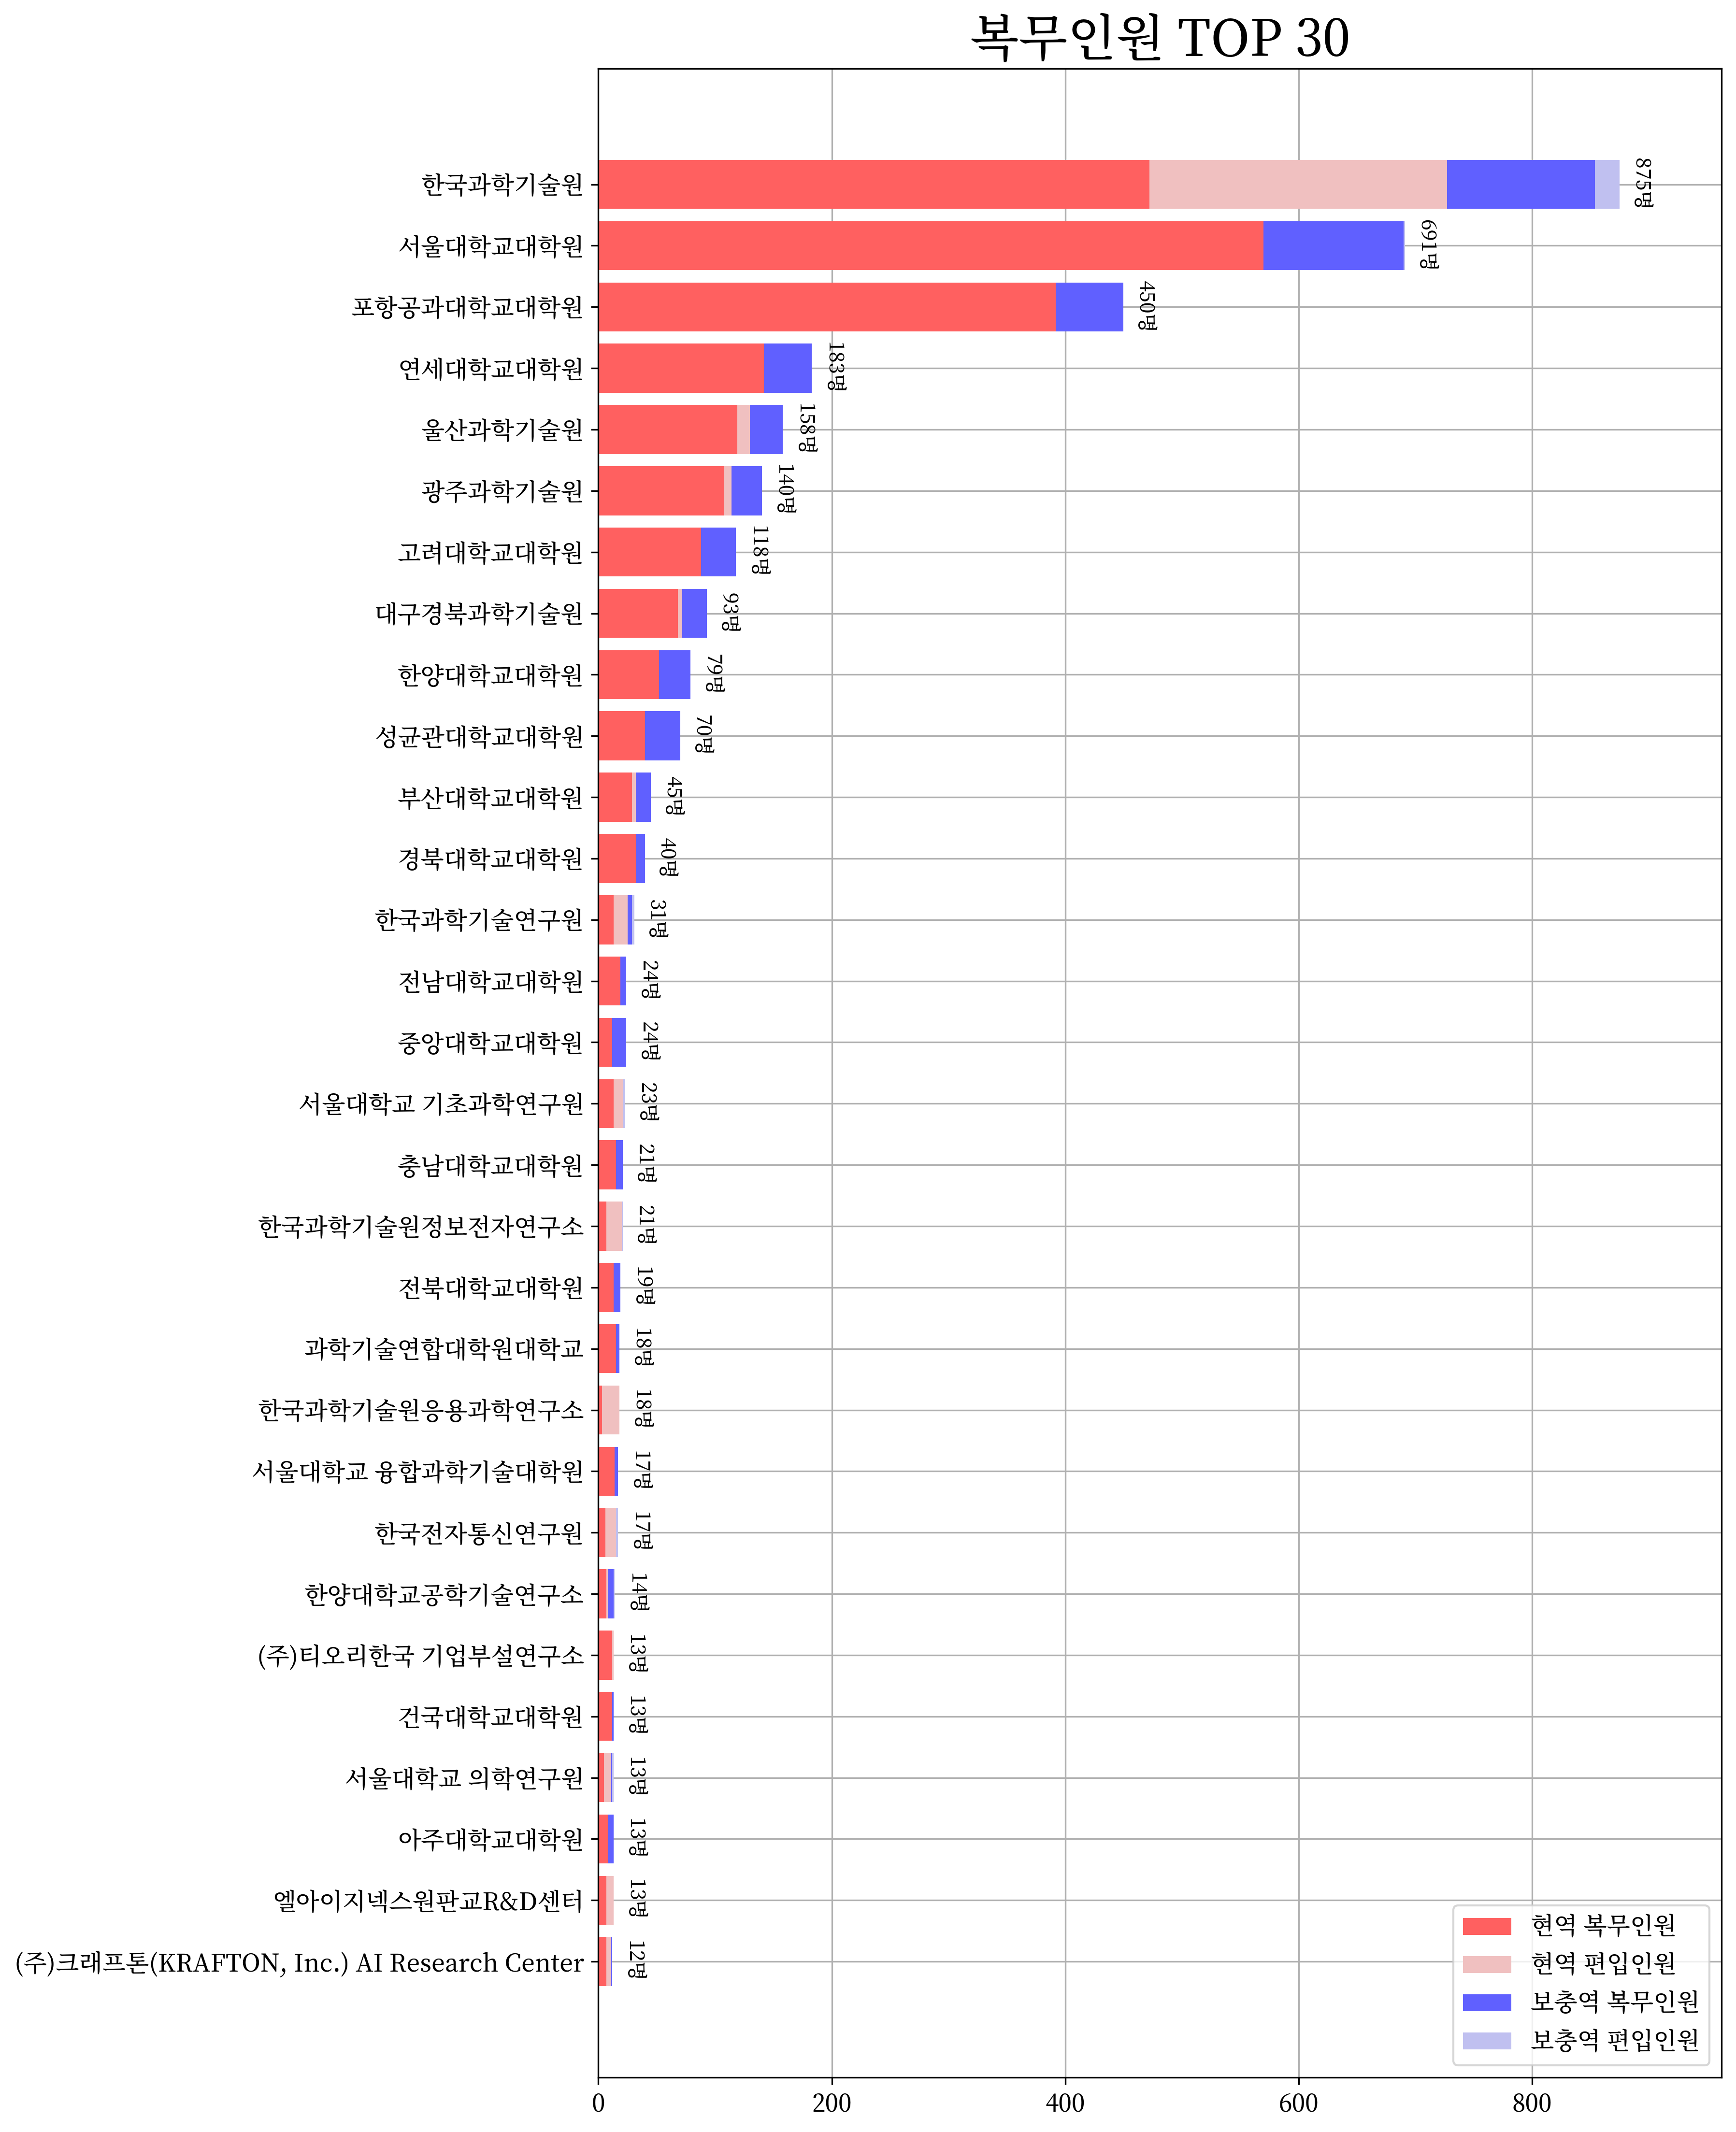 복무인원 TOP 30
한국과학기술원
875명
서울대학교대학원
691명
포항공과대학교대학원
450명
연세대학교대학원
183명
울산과학기술원
158명
광주과학기술원
140명
고려대학교대학원
118명
대구경북과학기술원
93명
한양대학교대학원
79명
성균관대학교대학원
70명
부산대학교대학원
45명
경북대학교대학원
40명
한국과학기술연구원
31명
전남대학교대학원
24명
중앙대학교대학원
24명
서울대학교 기초과학연구원
23명
충남대학교대학원
21명
한국과학기술원정보전자연구소
21명
전북대학교대학원
19명
과학기술연합대학원대학교
18명
한국과학기술원응용과학연구소
18명
서울대학교 융합과학기술대학원
17명
한국전자통신연구원
17명
한양대학교공학기술연구소
14명
(주)티오리한국 기업부설연구소
13명
건국대학교대학원
13명
서울대학교 의학연구원
13명
아주대학교대학원
13명
엘아이지넥스원판교R&D센터
13명
(주)크래프톤(KRAFTON, Inc.) AI Research Center
12명
현역 복무인원
현역 편입인원
보충역 복무인원
보충역 편입인원
0 200 400 600 800